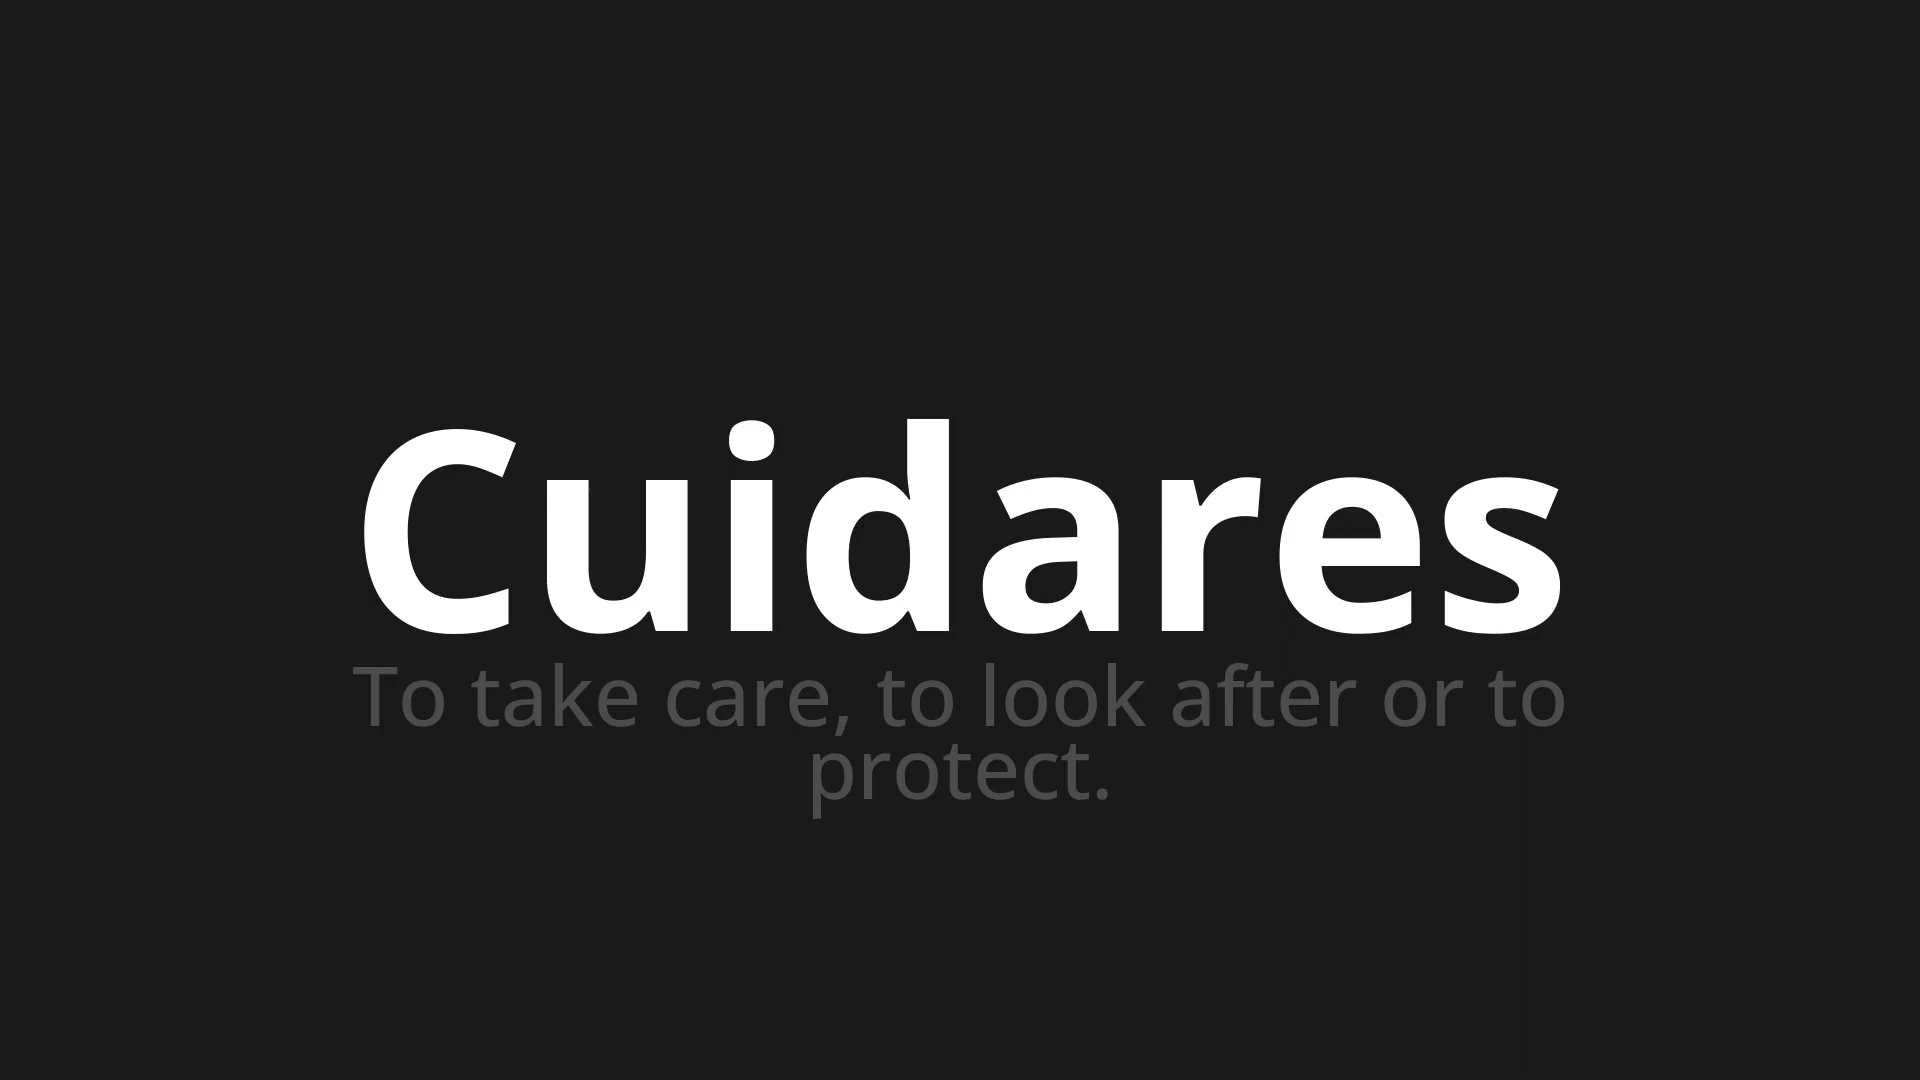 Cuidares
To take care, to look after or to
protect.